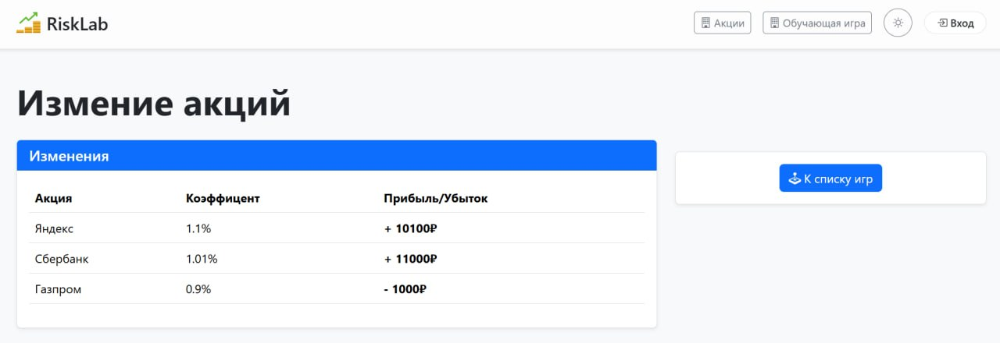 RiskLab
Акции
Обучающая игра
Вход
Измение акций
Изменения
К списку игр
Акция Коэффицент Прибыль/Убыток
Яндекс 1.1% + 10100₽
Сбербанк 1.01% + 11000₽
Газпром 0.9% - 1000₽